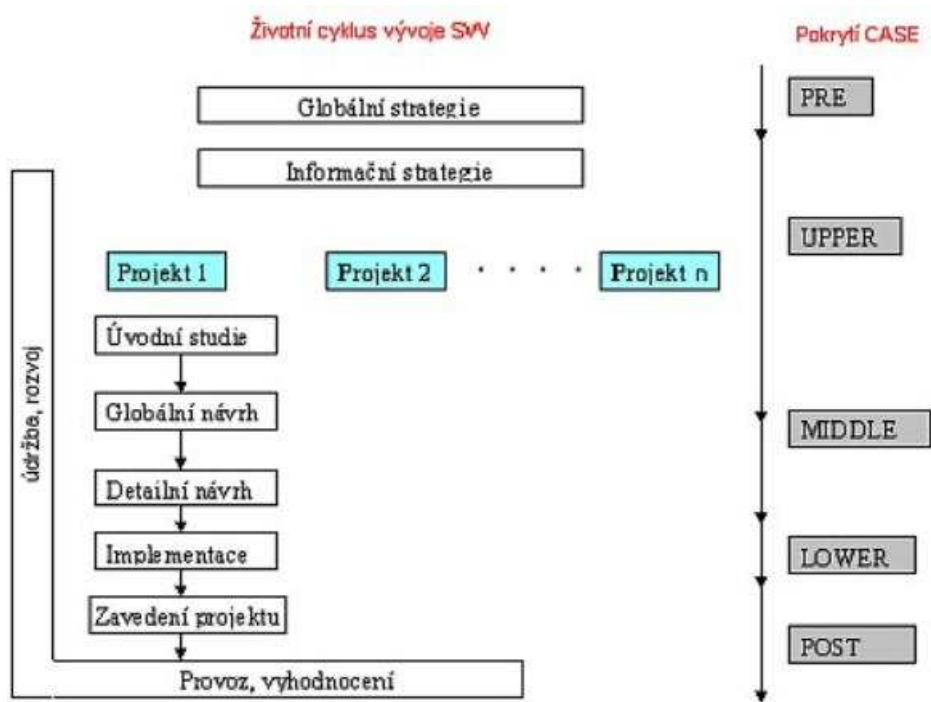 Životní cyklus vývoje SW
Pokrytí CASE
PRE
Globální strategie
Informační strategie
UPPER
Projekt 1
Projekt 2
. . . .
Projekt n
Úvodní studie
Globální návrh
MIDDLE
údržba, rozvoj
Detailní návrh
Implementace
LOWER
Zavedení projektu
POST
Provoz, vyhodnocení